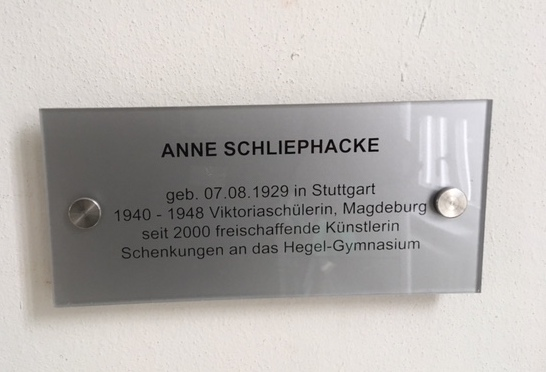 ANNE SCHLIEPHACKE
geb. 07.08.1929 in Stuttgart
1940 - 1948 Viktoriaschülerin, Magdeburg
seit 2000 freischaffende Künstlerin
Schenkungen an das Hegel-Gymnasium